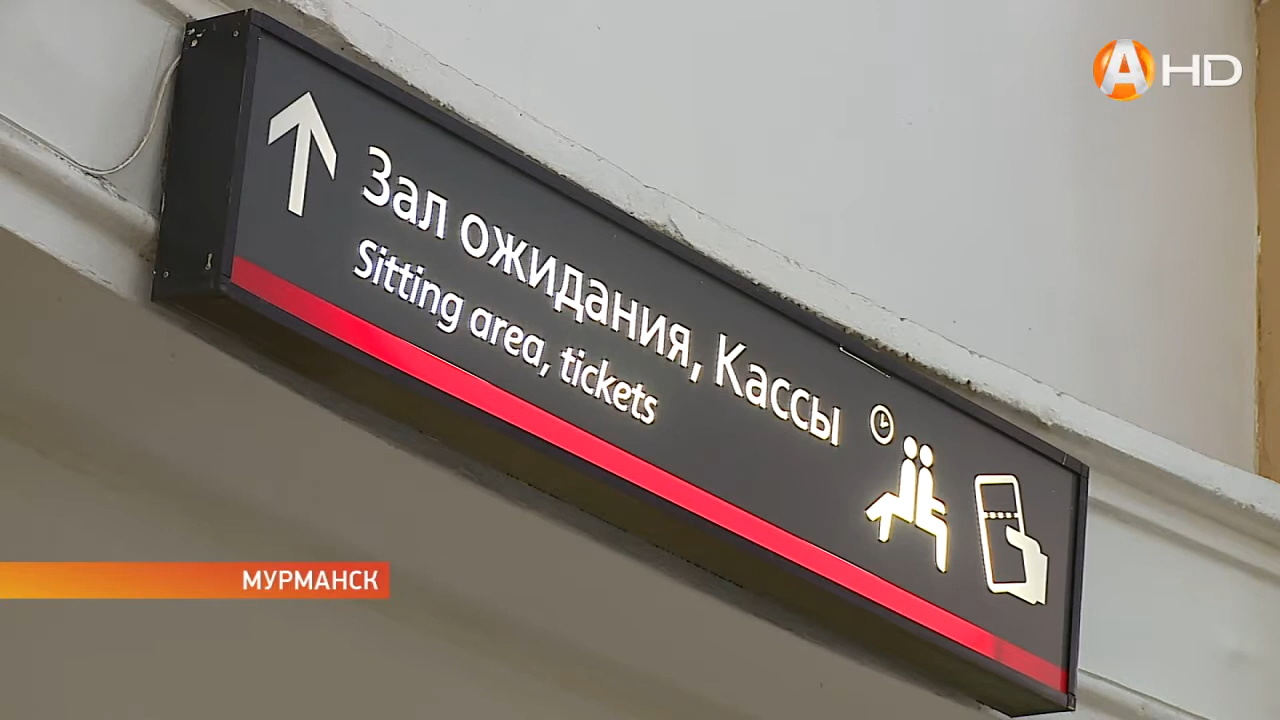 A HD
Зал ожидания, Кассы
Sitting area, tickets
МУРМАНСК